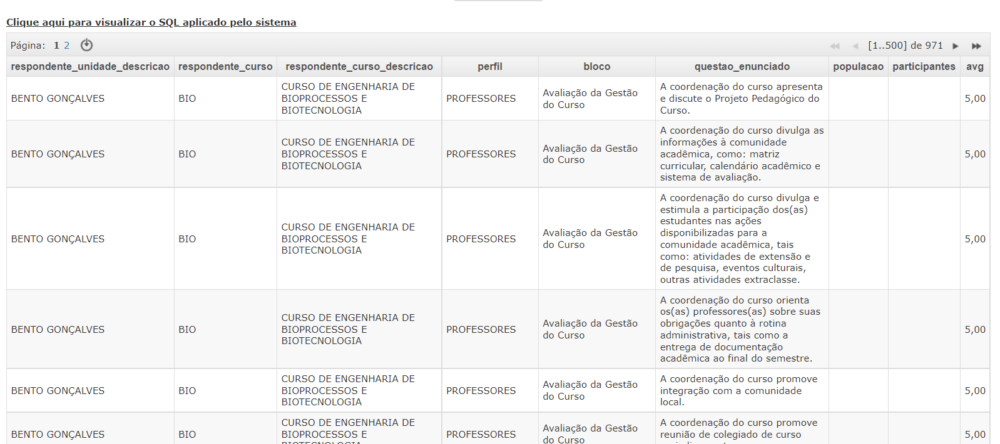 Clique aqui para visualizar o SQL aplicado pelo sistema
Página: 1 2 [1..500] de 971
respondente_unidade_descricao respondente_curso respondente_curso_descricao perfil bloco questao_enunciado populacao participantes avg
BENTO GONÇALVES
BIO
CURSO DE ENGENHARIA DE
BIOPROCESSOS E
BIOTECNOLOGIA
PROFESSORES
Avaliação da Gestão
do Curso
A coordenação do curso apresenta
e discute o Projeto Pedagógico do
Curso.
5,00
BENTO GONÇALVES
BIO
CURSO DE ENGENHARIA DE
BIOPROCESSOS E
BIOTECNOLOGIA
PROFESSORES
Avaliação da Gestão
do Curso
A coordenação do curso divulga as
informações à comunidade
acadêmica, como: matriz
curricular, calendário acadêmico e
sistema de avaliação.
5,00
BENTO GONÇALVES
BIO
CURSO DE ENGENHARIA DE
BIOPROCESSOS E
BIOTECNOLOGIA
PROFESSORES
Avaliação da Gestão
do Curso
A coordenação do curso divulga e
estimula a participação dos(as)
estudantes nas ações
disponibilizadas para a
comunidade acadêmica, tais
como: atividades de extensão e
de pesquisa, eventos culturais,
outras atividades extraclasse.
5,00
BENTO GONÇALVES
BIO
CURSO DE ENGENHARIA DE
BIOPROCESSOS E
BIOTECNOLOGIA
PROFESSORES
Avaliação da Gestão
do Curso
A coordenação do curso orienta
os(as) professores(as) sobre suas
obrigações quanto à rotina
administrativa, tais como a
entrega de documentação
acadêmica ao final do semestre.
5,00
BENTO GONÇALVES
BIO
CURSO DE ENGENHARIA DE
BIOPROCESSOS E
BIOTECNOLOGIA
PROFESSORES
Avaliação da Gestão
do Curso
A coordenação do curso promove
integração com a comunidade
local.
5,00
BENTO GONÇALVES
BIO
CURSO DE ENGENHARIA DE
BIOPROCESSOS E
BIOTECNOLOGIA
PROFESSORES
Avaliação da Gestão
do Curso
A coordenação do curso promove
reunião de colegiado de curso
5,00